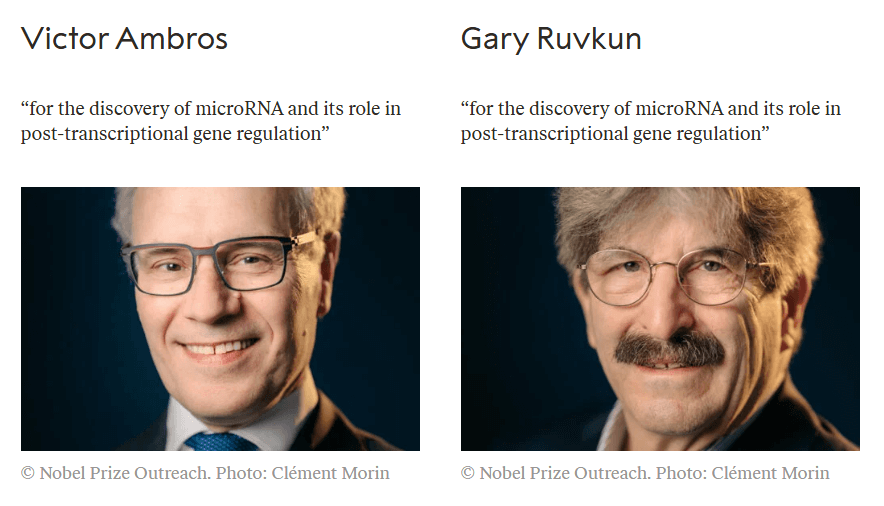 Victor Ambros
“for the discovery of microRNA and its role in
post-transcriptional gene regulation”
© Nobel Prize Outreach. Photo: Clément Morin
Gary Ruvkun
“for the discovery of microRNA and its role in
post-transcriptional gene regulation”
© Nobel Prize Outreach. Photo: Clément Morin